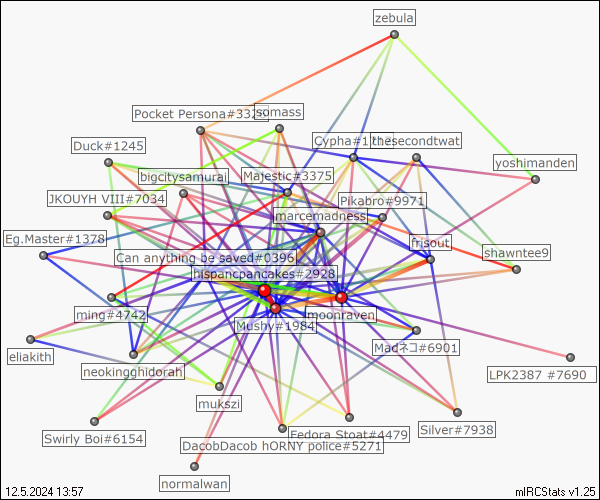 zebula
Pocket Persona#332
somass
Duck#1245
Cypha#1
thesecondtwat
yoshimanden
bigcitysamurai
Majestic#3375
JKOUYH VIII#7034
Pikabro#9971
marcemadness
Eg.Master#1378
frisout
shawntee9
Can anything be saved#0396
hispancpancakes#2928
ming#4742
moonraven
Mushy#1984
eliakith
neokingghidorah
Madネコ#6901
LPK2387 #7690
mukszi
Swirly Boi#6154
Fedora Stoat#4479
Silver#7938
DacobDacob hORNY police#5271
normalwan
12.5.2024 13:57
mIRCStats v1.25